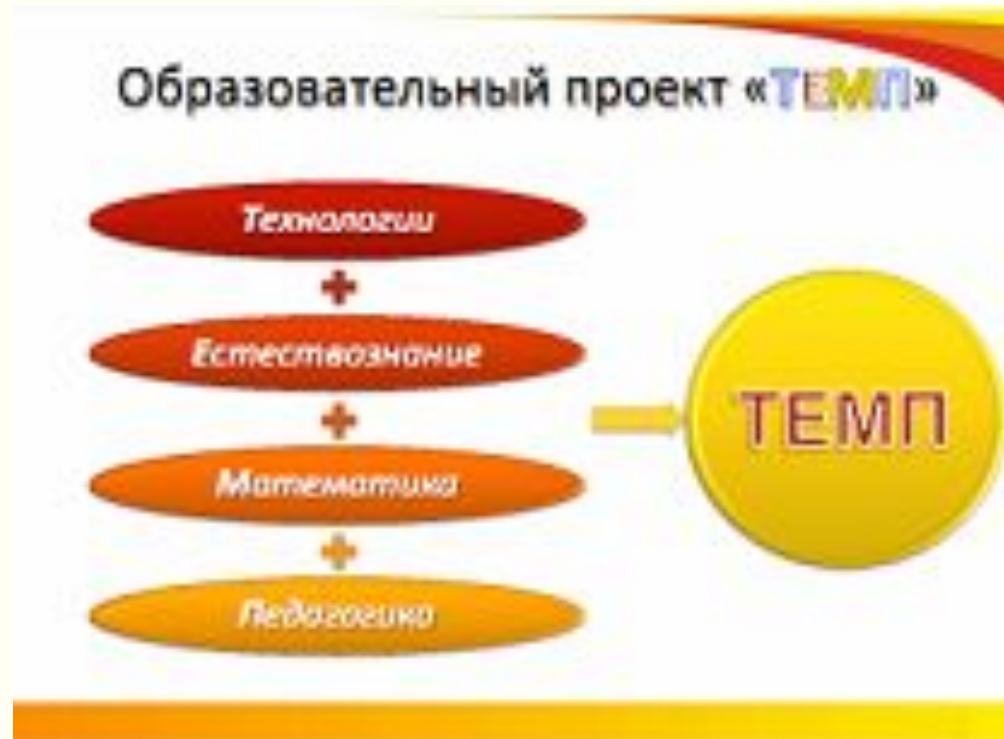 Образовательный проект «ТЕМП»
Технологии
+
Естествознание
+
Математика
+
Педагогика
ТЕМП